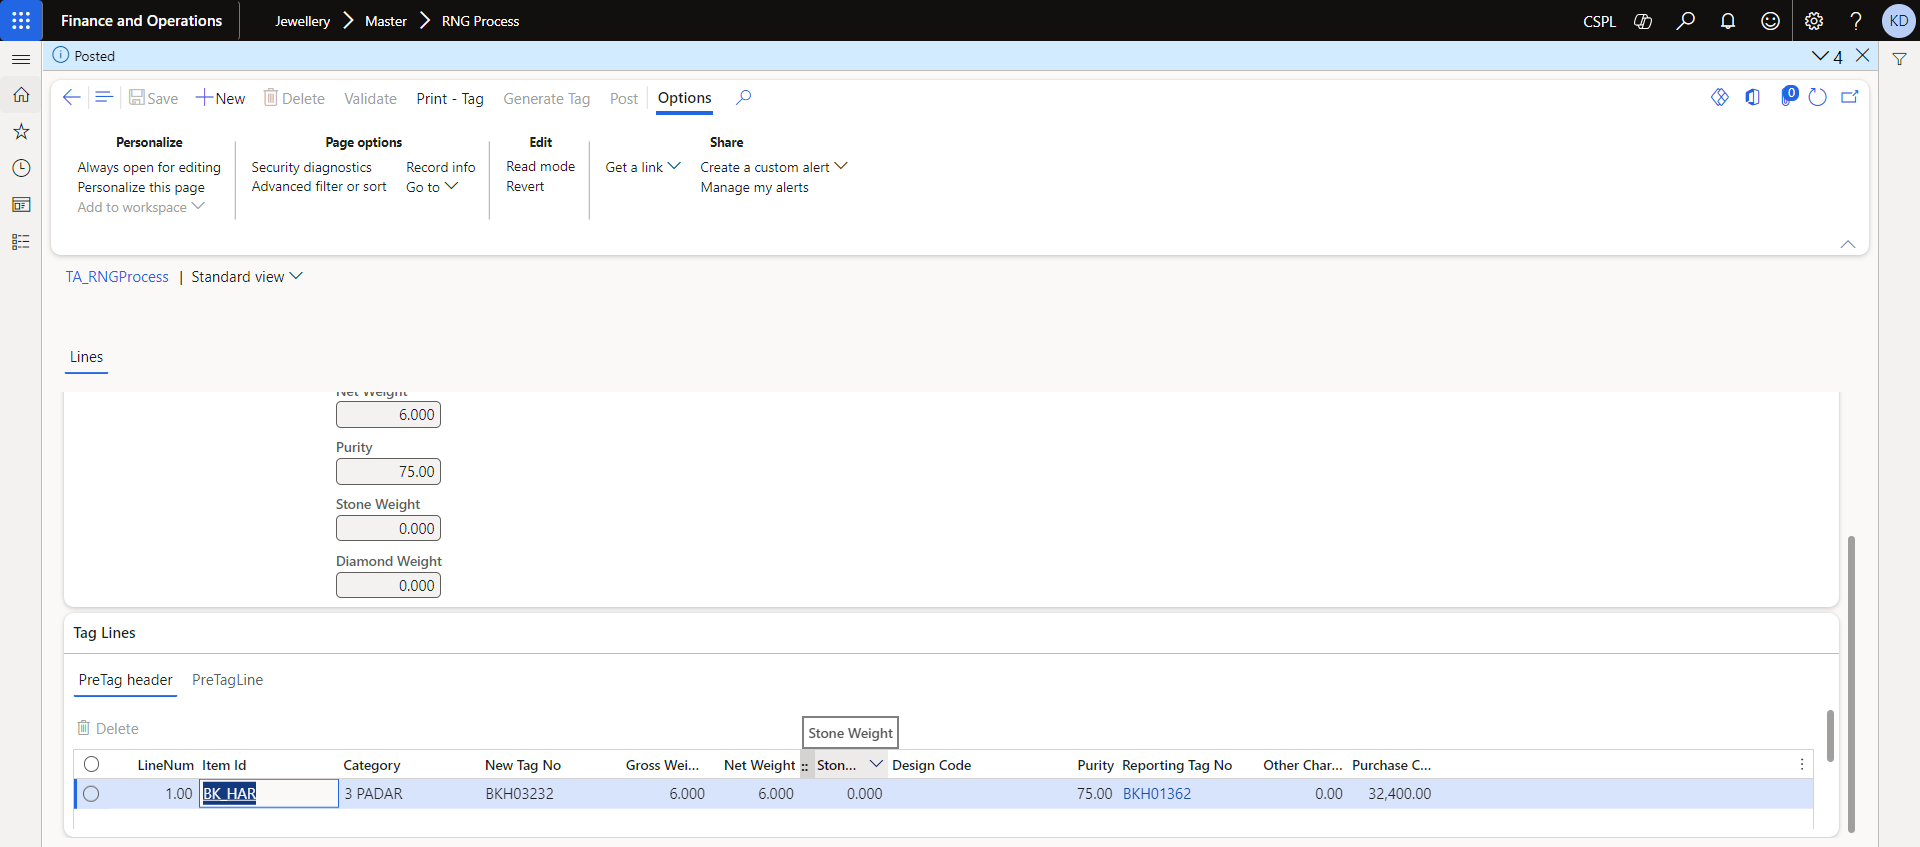 Finance and Operations
Jewellery
Master
RNG Process
CSPL
KD
Posted
4
Save
New
Delete
Validate
Print - Tag
Generate Tag
Post
Options
0
Personalize
Always open for editing
Personalize this page
Add to workspace
Page options
Security diagnostics
Advanced filter or sort
Record info
Go to
Edit
Read mode
Revert
Share
Get a link
Create a custom alert
Manage my alerts
TA_RNGProcess | Standard view
Lines
Net Weight
6.000
Purity
75.00
Stone Weight
0.000
Diamond Weight
0.000
Tag Lines
PreTag header
PreTagLine
Delete
Stone Weight
LineNum Item Id Category New Tag No Gross Wei... Net Weight Ston... Design Code Purity Reporting Tag No Other Char... Purchase C...
1.00 BK_HAR 3 PADAR BKH03232 6.000 6.000 0.000 75.00 BKH01362 0.00 32,400.00